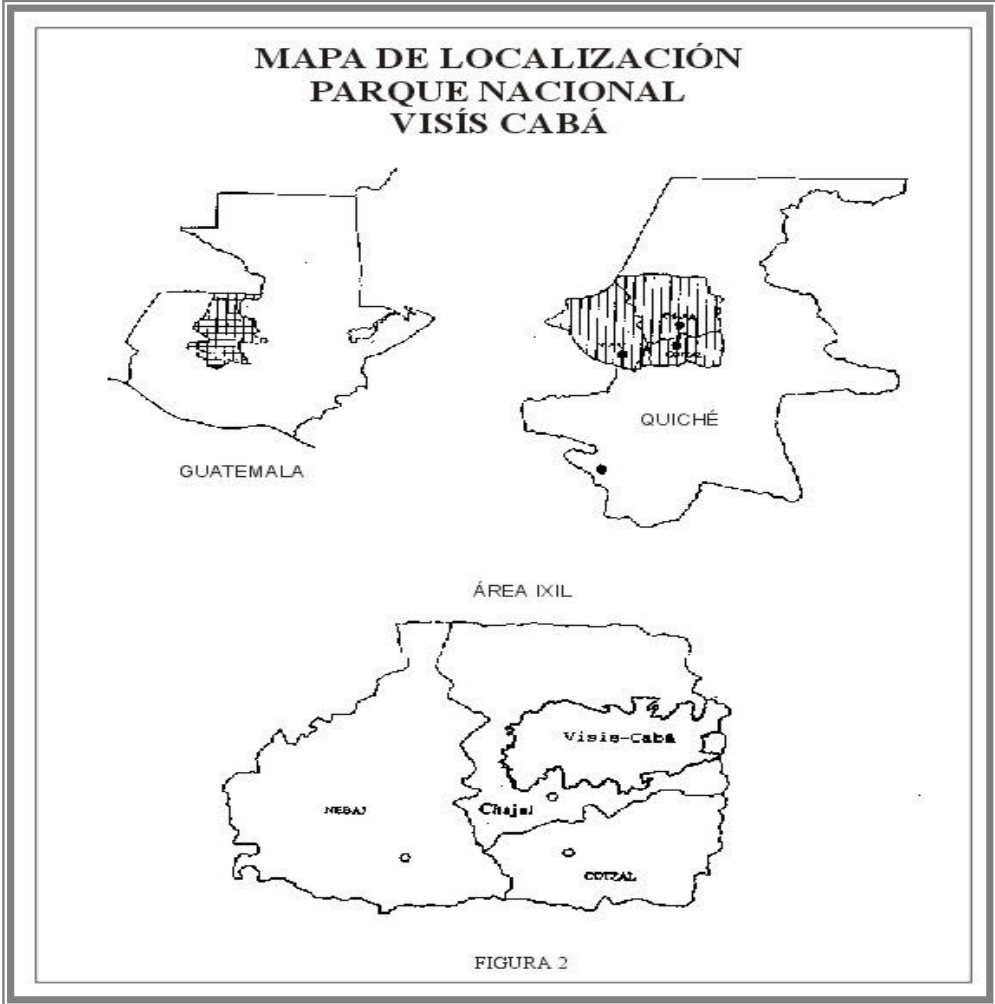 MAPA DE LOCALIZACIÓN
PARQUE NACIONAL
VISÍS CABÁ
GUATEMALA
QUICHÉ
ÁREA IXIL
Visis-Cabá
NEBAJ
Chajul
COTZAL
FIGURA 2